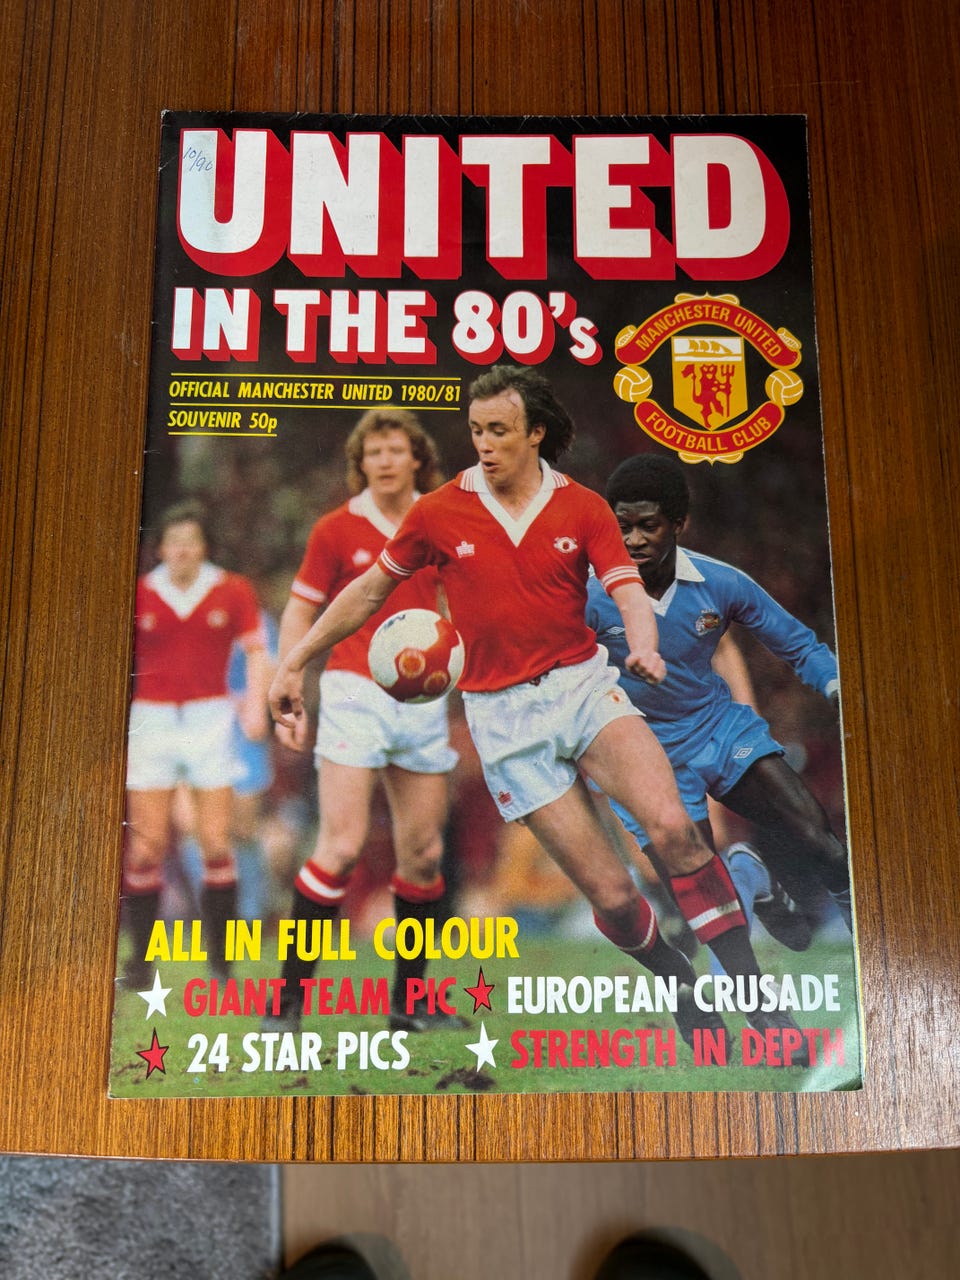 10/90
UNITED
IN THE 80's
MANCHESTER UNITED
FOOTBALL CLUB
OFFICIAL MANCHESTER UNITED 1980/81
SOUVENIR 50p
ALL IN FULL COLOUR
GIANT TEAM PIC
EUROPEAN CRUSADE
24 STAR PICS
STRENGTH IN DEPTH